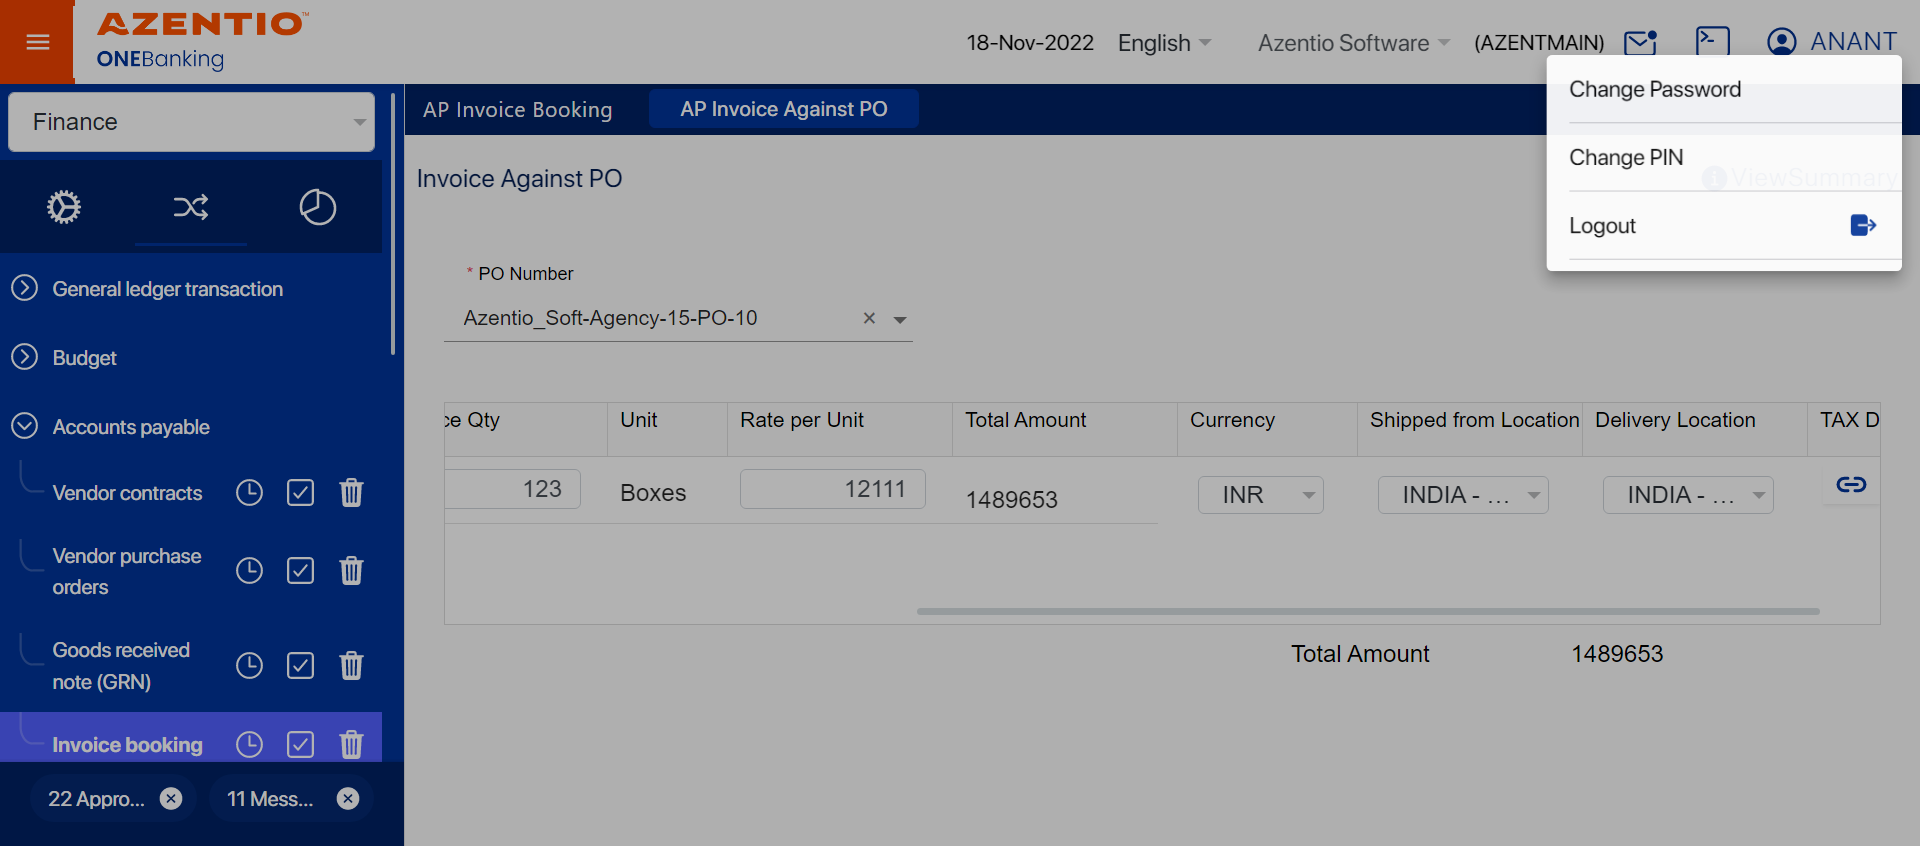 AZENTIO™
ONEBanking
18-Nov-2022
English
Azentio Software
(AZENTMAIN)
ANANT
Change Password
Change PIN
Logout
Finance
AP Invoice Booking
AP Invoice Against PO
Invoice Against PO
ViewSummary
General ledger transaction
Budget
Accounts payable
Vendor contracts
Vendor purchase
orders
Goods received
note (GRN)
Invoice booking
22 Appro...
11 Mess...
* PO Number
Azentio_Soft-Agency-15-PO-10
ce Qty
Unit
Rate per Unit
Total Amount
Currency
Shipped from Location
Delivery Location
TAX D
123
Boxes
12111
1489653
INR
INDIA - ...
INDIA - ...
Total Amount
1489653